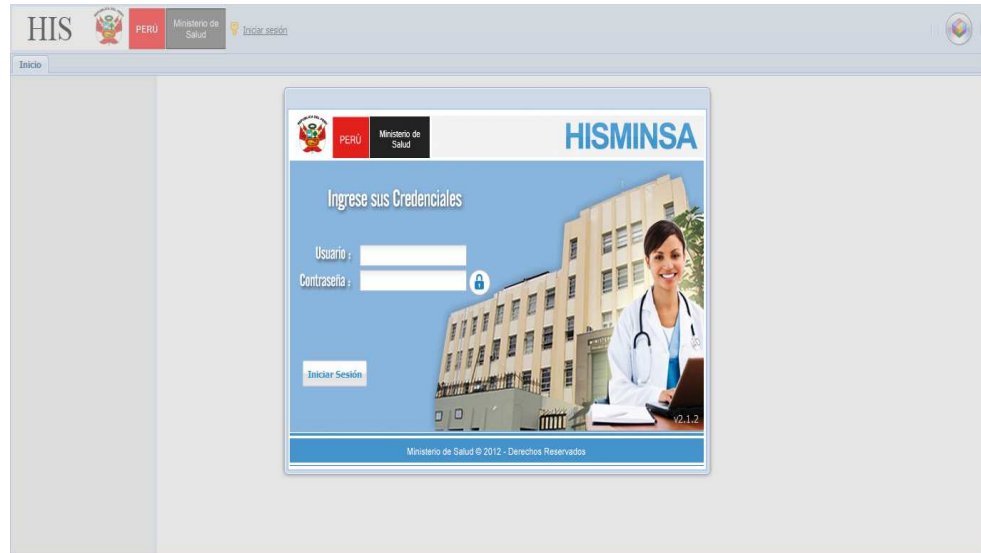 HIS
PERÚ
Ministerio de
Salud
Iniciar sesión
Inicio
PERÚ
Ministerio de
Salud
HISMINSA
Ingrese sus Credenciales
Usuario :
Contraseña :
Iniciar Sesión
v2.1.2
Ministerio de Salud © 2012 - Derechos Reservados